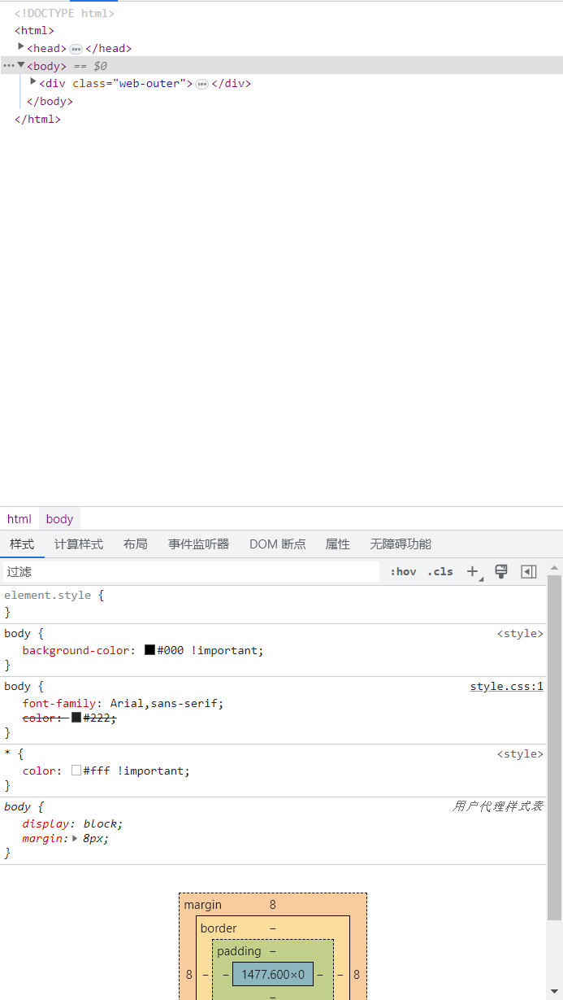 <!DOCTYPE html>
<html>
<head> ••• </head>
••• <body> == $0
<div class="web-outer"> ••• </div>
</body>
</html>
html body
样式 计算样式 布局 事件监听器 DOM 断点 属性 无障碍功能
过滤 :hov .cls +
element.style {
}
body { <style>
background-color: #000 !important;
}
body { style.css:1
font-family: Arial,sans-serif;
color: #222;
}
* { <style>
color: #fff !important;
}
body { 用户代理样式表
display: block;
margin: 8px;
}
margin 8
border –
padding –
8 – – 1477.600×0 – – 8
–